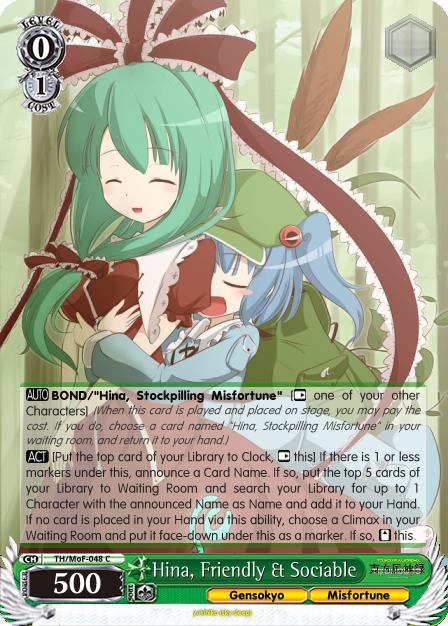 LEVEL
0
1
COST
AUTO BOND/"Hina, Stockpilling Misfortune" [ one of your other
Characters] (When this card is played and placed on stage, you may pay the
cost. If you do, choose a card named "Hina, Stockpilling Misfortune" in your
waiting room, and return it to your hand.)
ACT [Put the top card of your Library to Clock, this] If there is 1 or less
markers under this, announce a Card Name. If so, put the top 5 cards of
your Library to Waiting Room and search your Library for up to 1
Character with the announced Name as Name and add it to your Hand.
If no card is placed in your Hand by this ability, choose a Climax in your
Waiting Room and put it face-down under this as a marker. If so, this.
CH TH/MoF-048 C
Hina, Friendly & Sociable
POWER 500 SOUL
Gensokyo Misfortune